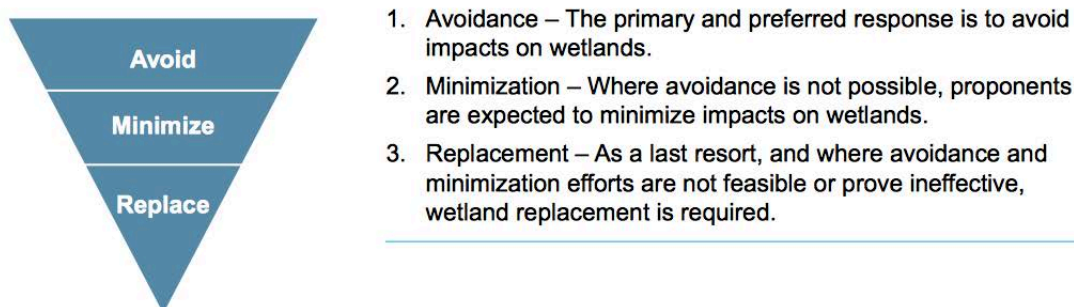 Avoid
Minimize
Replace
1. Avoidance – The primary and preferred response is to avoid
impacts on wetlands.
2. Minimization – Where avoidance is not possible, proponents
are expected to minimize impacts on wetlands.
3. Replacement – As a last resort, and where avoidance and
minimization efforts are not feasible or prove ineffective,
wetland replacement is required.